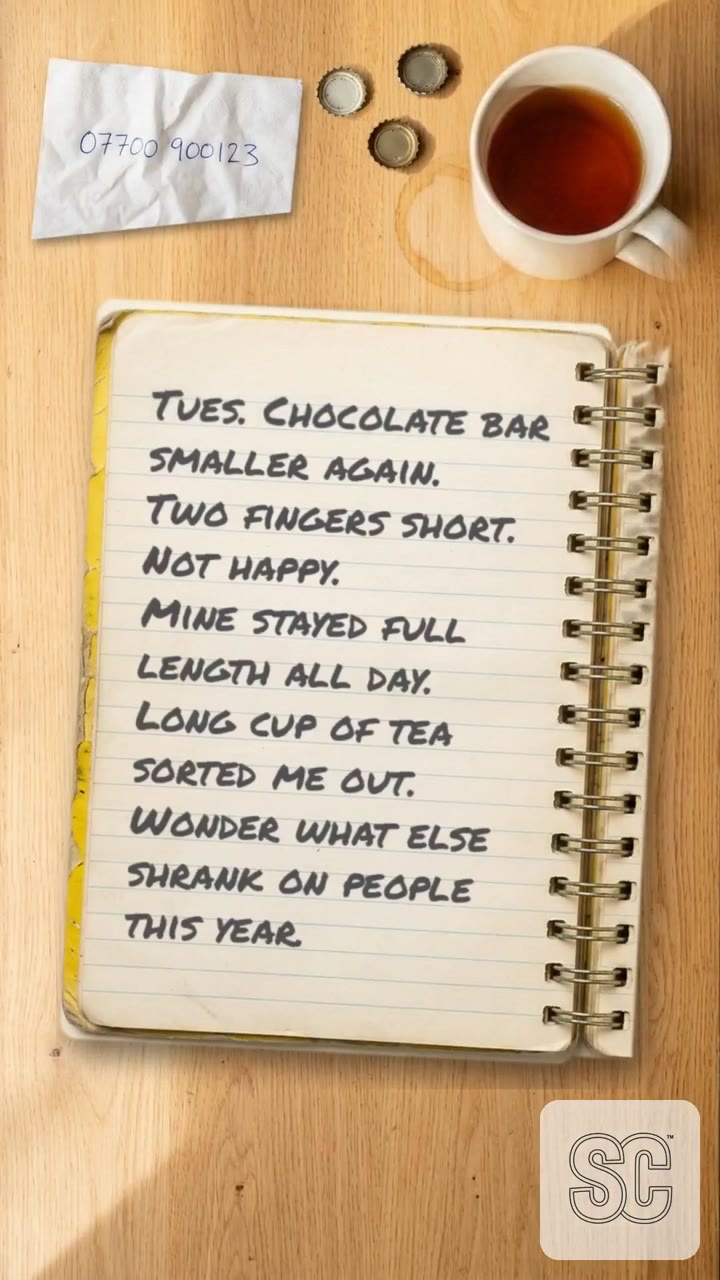 07700 900123
TUES. CHOCOLATE BAR
SMALLER AGAIN.
TWO FINGERS SHORT.
NOT HAPPY.
MINE STAYED FULL
LENGTH ALL DAY.
LONG CUP OF TEA
SORTED ME OUT.
WONDER WHAT ELSE
SHRANK ON PEOPLE
THIS YEAR.
SC™